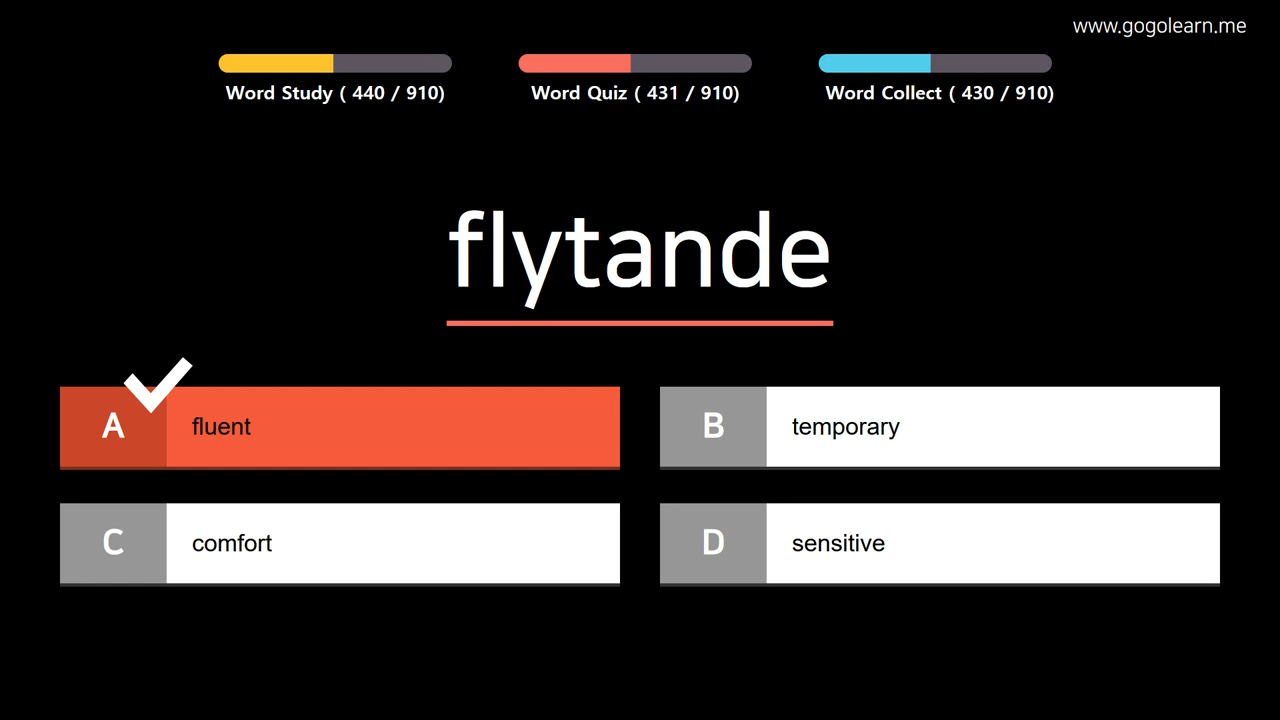 www.gogolearn.me
Word Study ( 440 / 910)
Word Quiz ( 431 / 910)
Word Collect ( 430 / 910)
flytande
A fluent
B temporary
C comfort
D sensitive